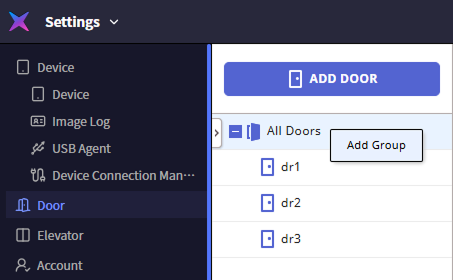 Settings
Device
Device
Image Log
USB Agent
Device Connection Man···
Door
Elevator
Account
ADD DOOR
All Doors
Add Group
dr1
dr2
dr3